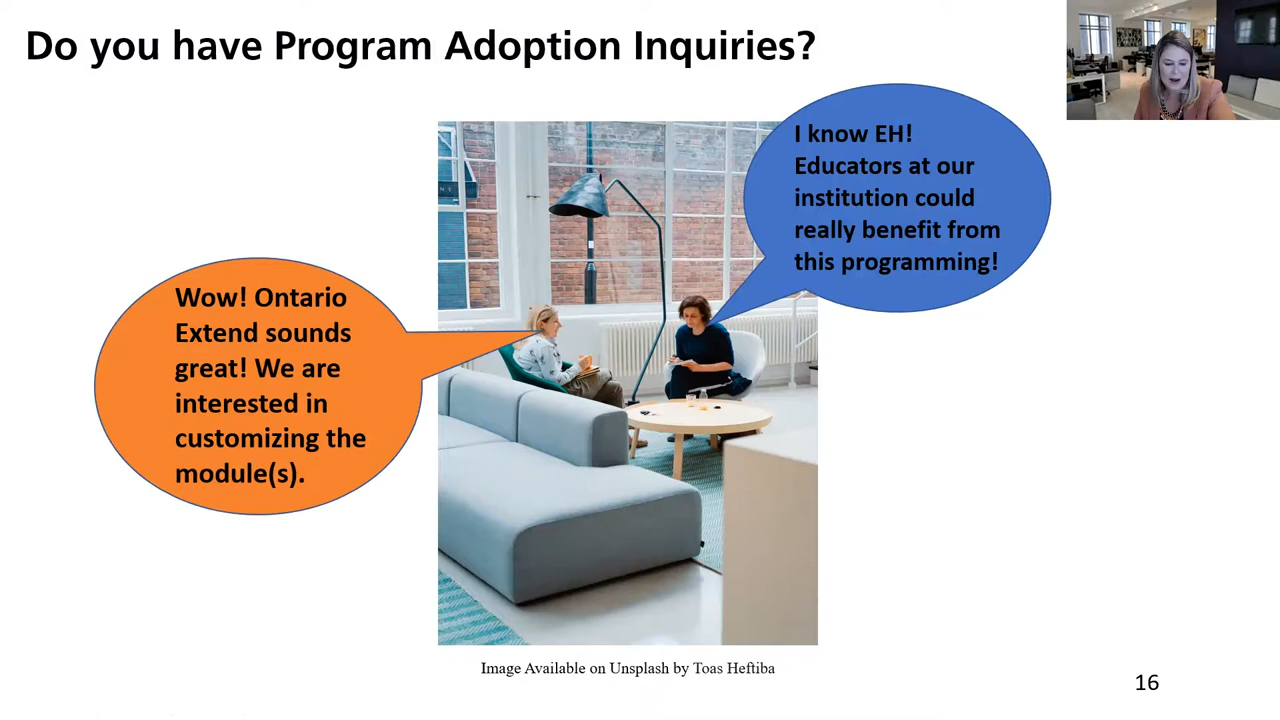 Do you have Program Adoption Inquiries?
I know EH!
Educators at our
institution could
really benefit from
this programming!
Wow! Ontario
Extend sounds
great! We are
interested in
customizing the
module(s).
Image Available on Unsplash by Toas Heftiba
16